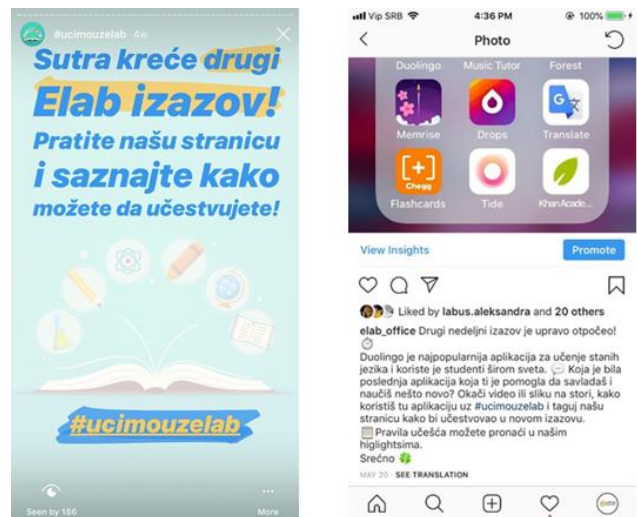 #ucimouzelab 4w
Sutra kreće drugi
Elab izazov!
Pratite našu stranicu
i saznajte kako
možete da učestvujete!
#ucimouzelab
Seen by 186
More
Vip SRB
4:36 PM
100%
Photo
Duolingo Music Tutor Forest
Memrise Drops Translate
Chegg
Flashcards Tide Khan Acade...
View Insights
Promote
Liked by labus.aleksandra and 20 others
elab_office Drugi nedeljni izazov je upravo otpočeo!
Duolingo je najpopularnija aplikacija za učenje stanih
jezika i koriste je studenti širom sveta. Koja je bila
poslednja aplikacija koja ti je pomogla da savladaš i
naučiš nešto novo? Okači video ili sliku na stori, kako
koristiš tu aplikaciju uz #ucimouzelab i taguj našu
stranicu kako bi učestvovao u novom izazovu.
Pravila učešća možete pronaći u našim
higlightsima.
Srećno
MAY 20 · SEE TRANSLATION